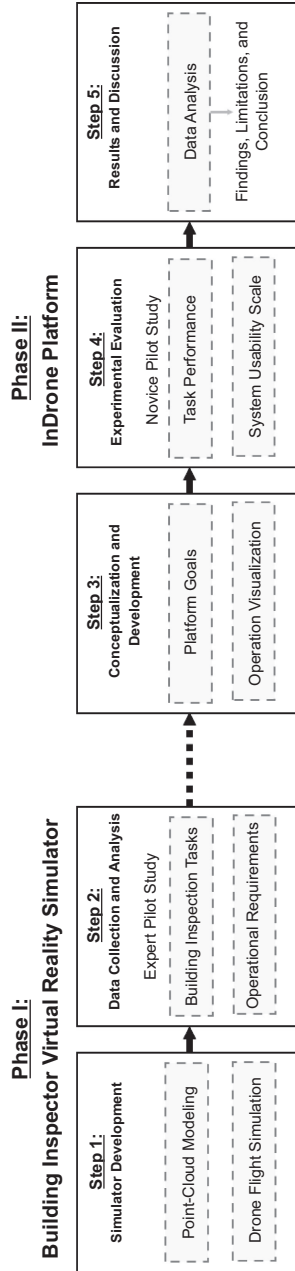 Phase I:
Building Inspector Virtual Reality Simulator
Step 1:
Simulator Development
Point-Cloud Modeling
Drone Flight Simulation
Step 2:
Data Collection and Analysis
Expert Pilot Study
Building Inspection Tasks
Operational Requirements
Phase II:
InDrone Platform
Step 3:
Conceptualization and
Development
Platform Goals
Operation Visualization
Step 4:
Experimental Evaluation
Novice Pilot Study
Task Performance
System Usability Scale
Step 5:
Results and Discussion
Data Analysis
Findings, Limitations, and
Conclusion